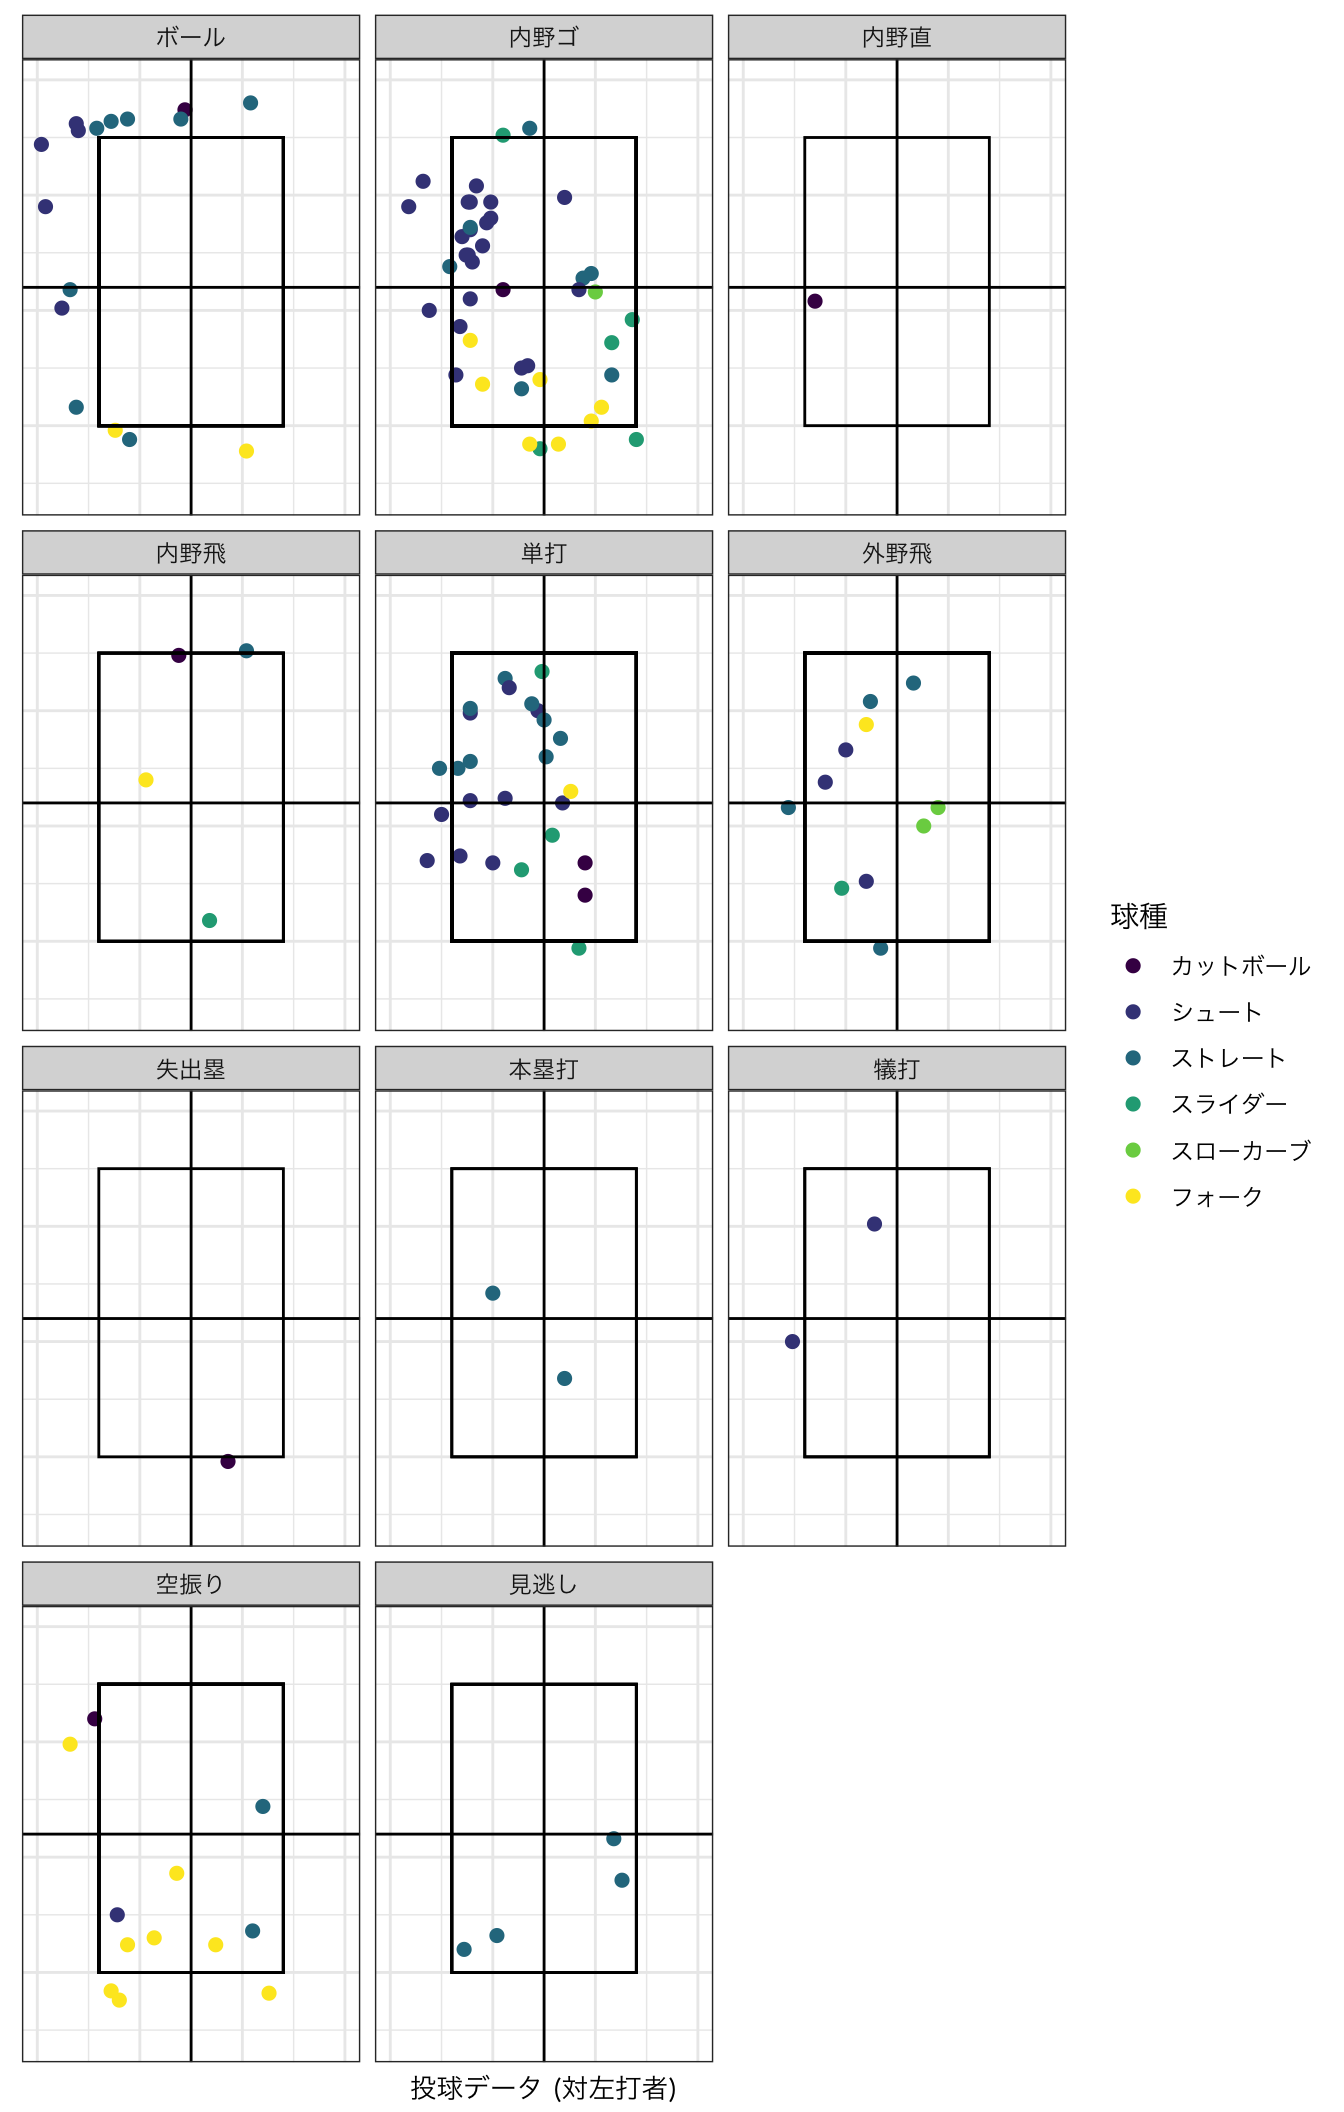 ボール
内野ゴ
内野直
内野飛
単打
外野飛
失出塁
本塁打
犠打
空振り
見逃し
球種
カットボール
シュート
ストレート
スライダー
スローカーブ
フォーク
投球データ (対左打者)